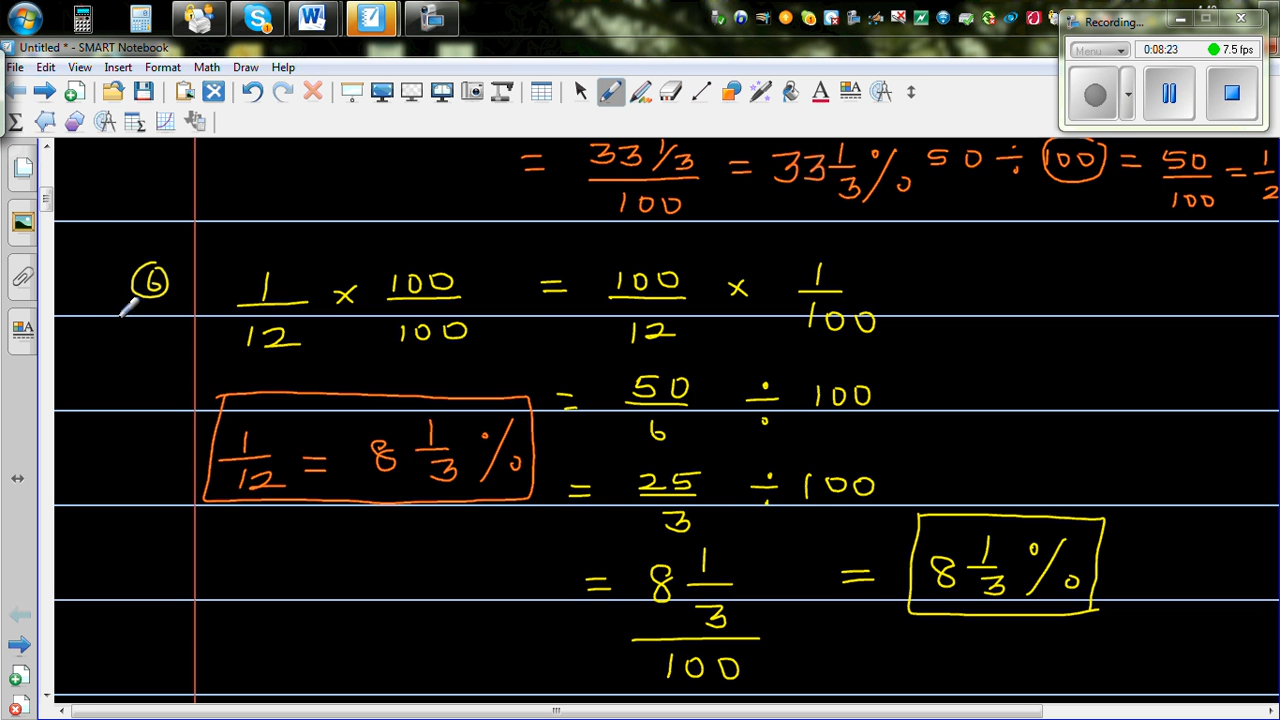 Recording...
Untitled * - SMART Notebook
Menu
0:08:23
7.5 fps
File Edit View Insert Format Math Draw Help
= 33 1/3 / 100 = 33 1/3 % 50 ÷ 100 = 50/100 = 1/2
6 1/12 × 100/100 = 100/12 × 1/100
= 50/6 ÷ 100
1/12 = 8 1/3 %
= 25/3 ÷ 100
= 8 1/3 / 100 = 8 1/3 %